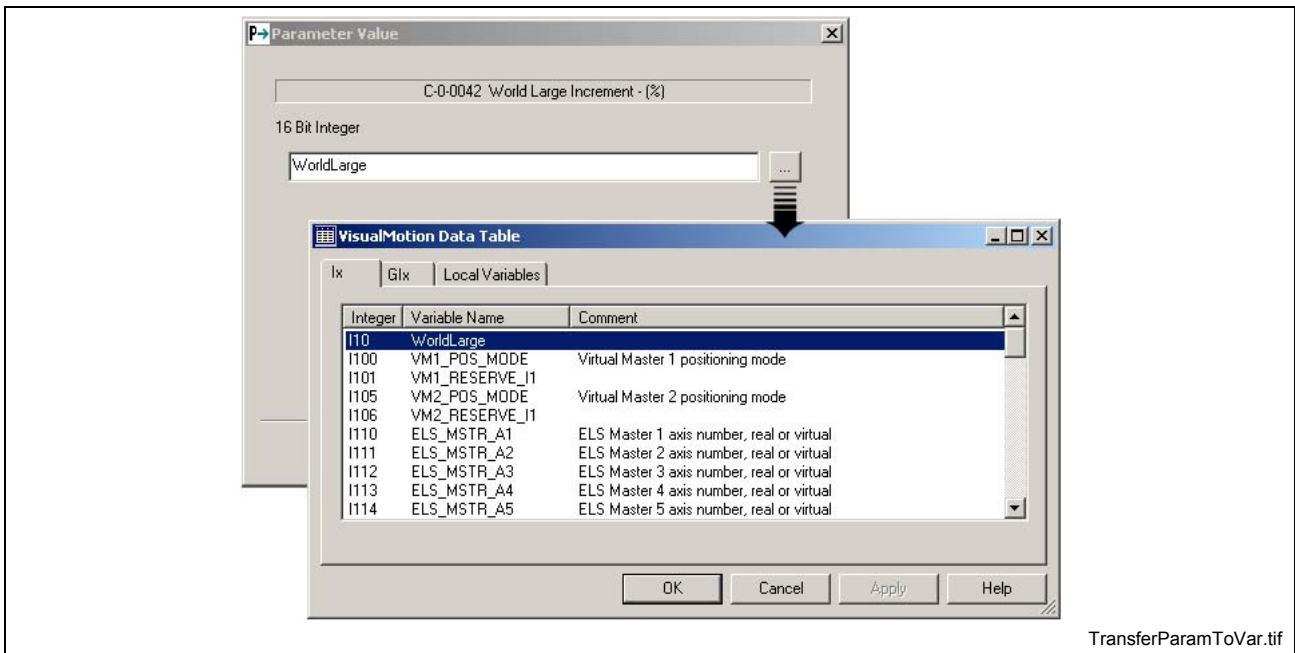 P→Parameter Value
C-0-0042 World Large Increment - (%)
16 Bit Integer
WorldLarge
...
VisualMotion Data Table
Ix GIx Local Variables
Integer Variable Name Comment
I10 WorldLarge
I100 VM1_POS_MODE Virtual Master 1 positioning mode
I101 VM1_RESERVE_I1
I105 VM2_POS_MODE Virtual Master 2 positioning mode
I106 VM2_RESERVE_I1
I110 ELS_MSTR_A1 ELS Master 1 axis number, real or virtual
I111 ELS_MSTR_A2 ELS Master 2 axis number, real or virtual
I112 ELS_MSTR_A3 ELS Master 3 axis number, real or virtual
I113 ELS_MSTR_A4 ELS Master 4 axis number, real or virtual
I114 ELS_MSTR_A5 ELS Master 5 axis number, real or virtual
OK Cancel Apply Help
TransferParamToVar.tif